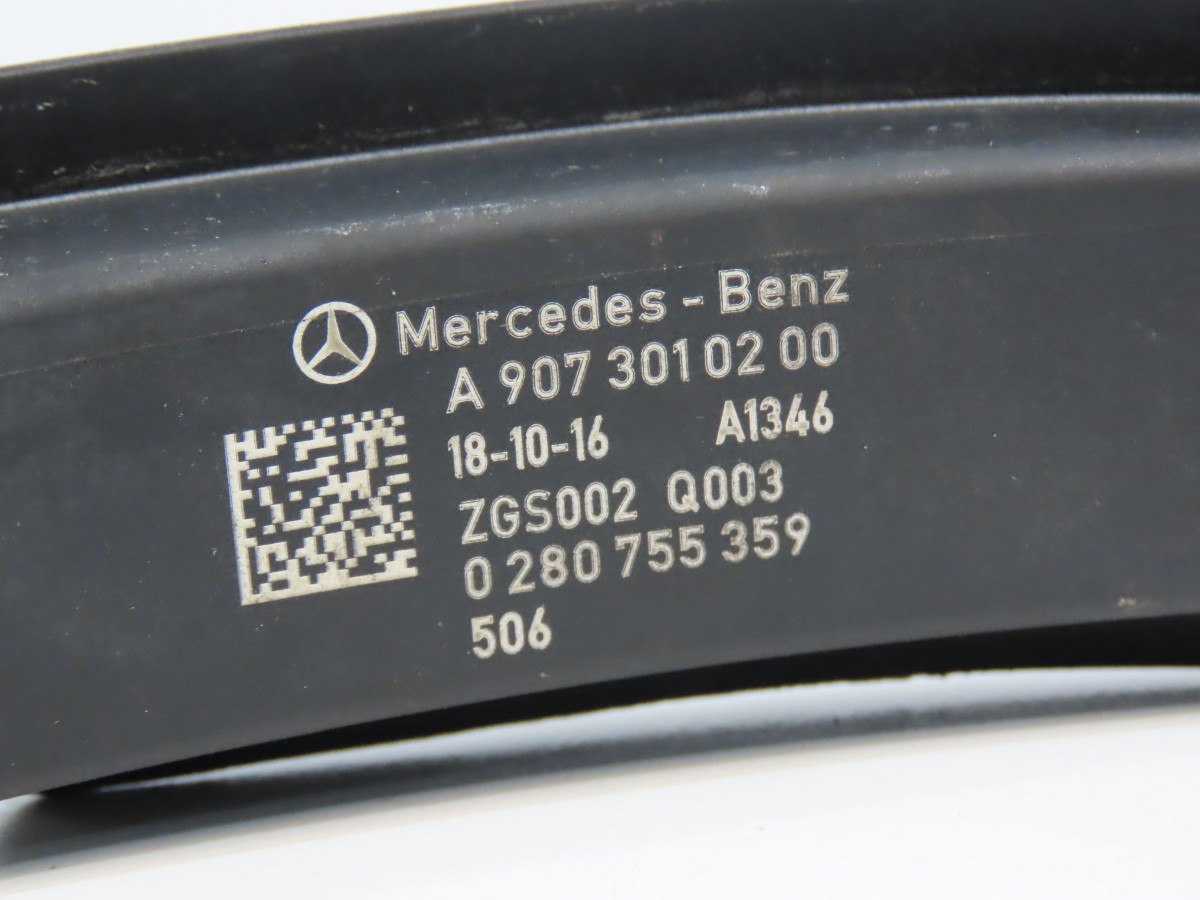 Mercedes - Benz
A 907 301 02 00
18-10-16 A1346
ZGS002 Q003
0 280 755 359
506